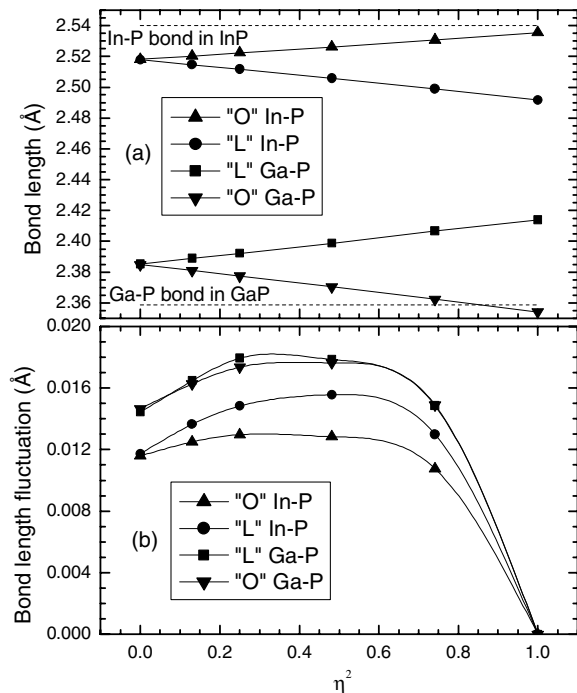 2.54
In-P bond in InP
2.52
2.50
2.48
2.46
2.44
2.42
2.40
2.38
2.36
Bond length (Å)
(a)
"O" In-P
"L" In-P
"L" Ga-P
"O" Ga-P
Ga-P bond in GaP
0.020
0.016
0.012
0.008
0.004
0.000
Bond length fluctuation (Å)
(b)
"O" In-P
"L" In-P
"L" Ga-P
"O" Ga-P
0.0 0.2 0.4 0.6 0.8 1.0
η²